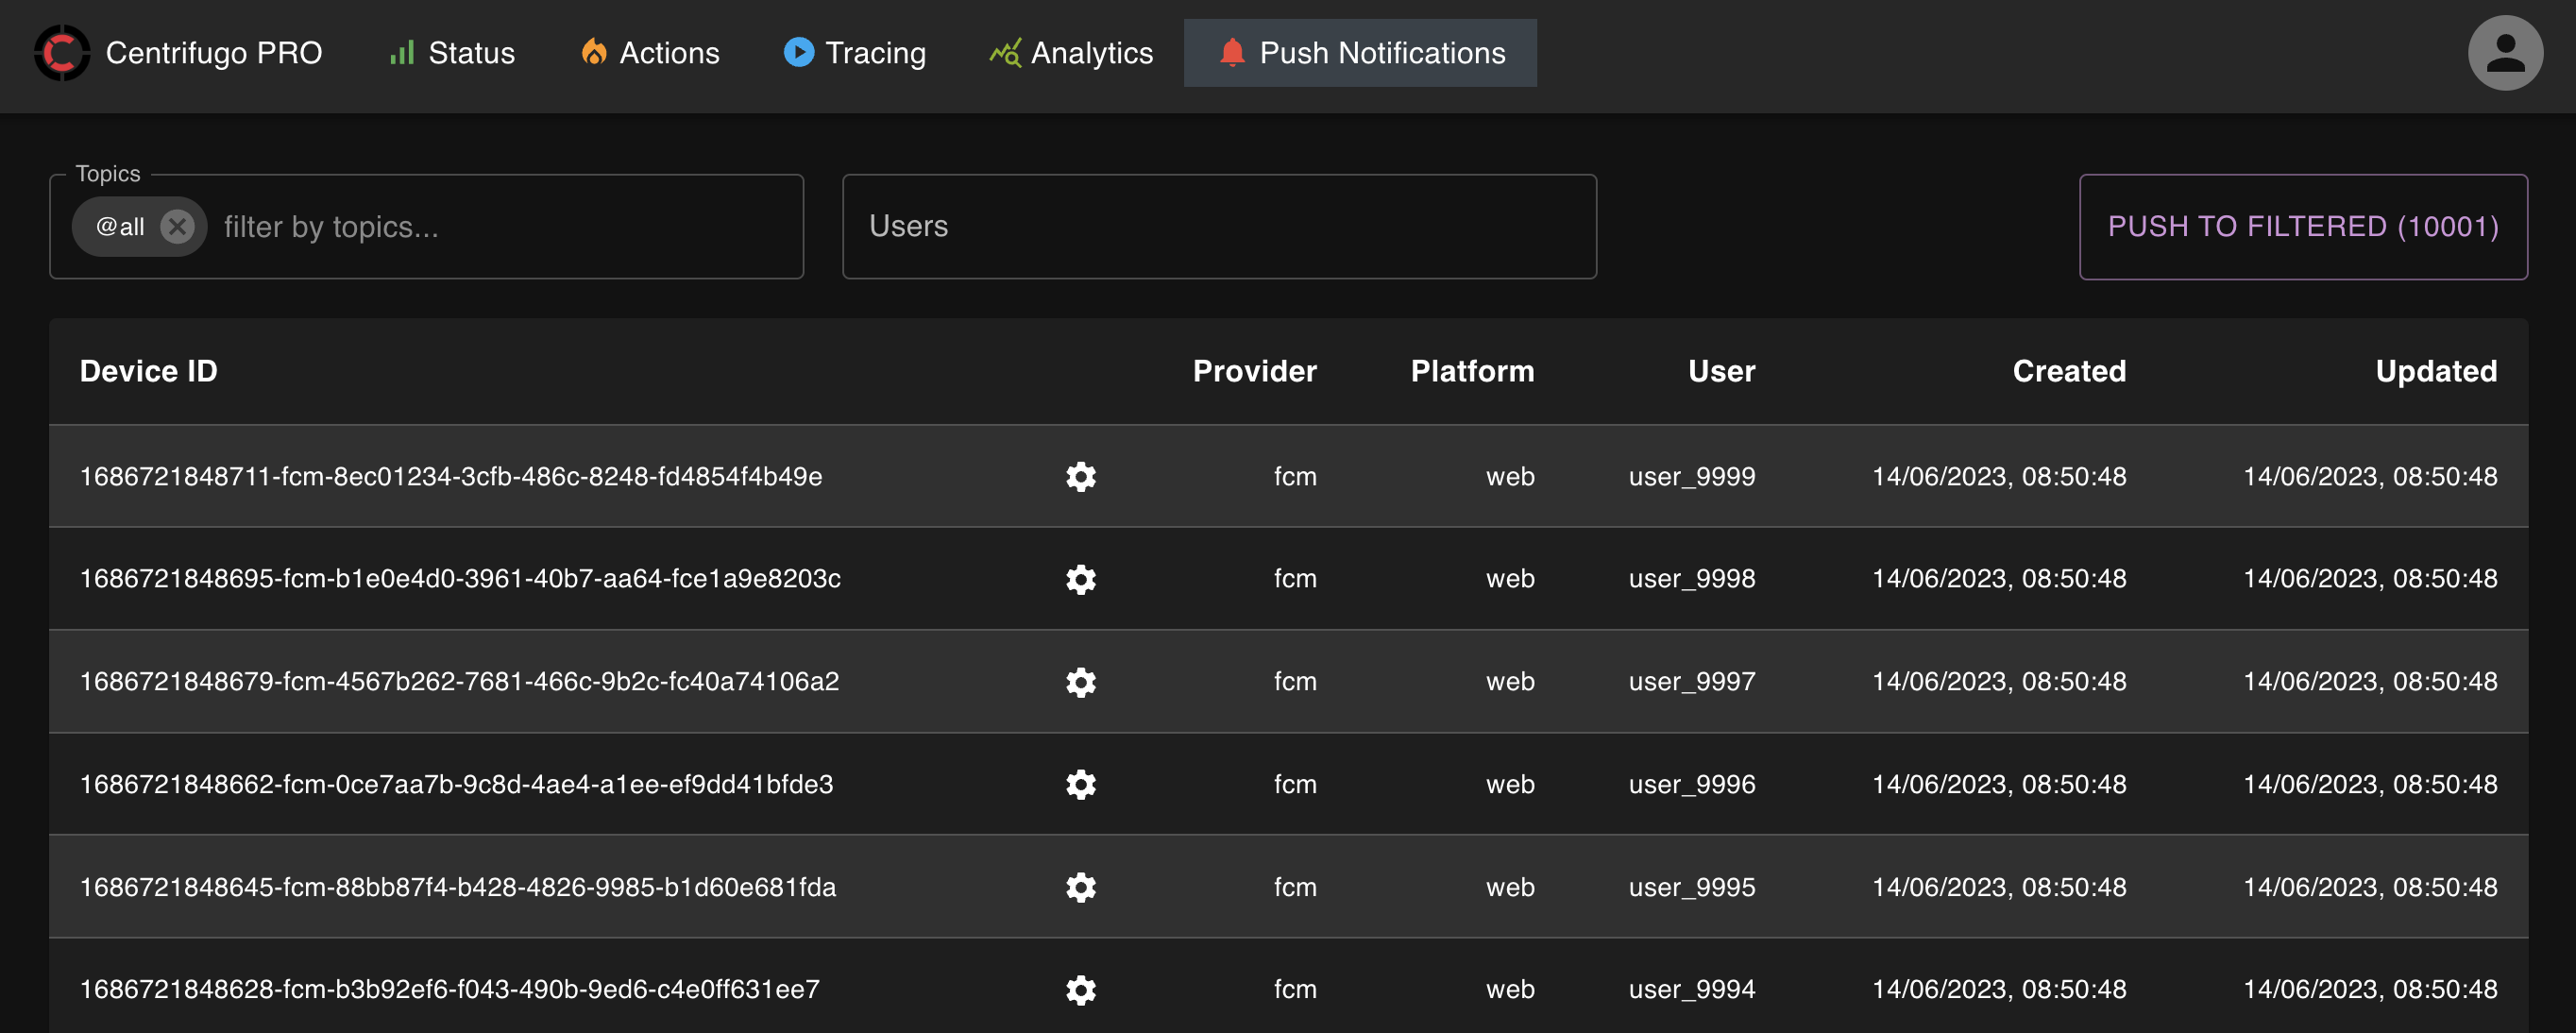 Centrifugo PRO Status Actions Tracing Analytics Push Notifications
Topics
@all filter by topics... Users PUSH TO FILTERED (10001)
Device ID Provider Platform User Created Updated
1686721848711-fcm-8ec01234-3cfb-486c-8248-fd4854f4b49e fcm web user_9999 14/06/2023, 08:50:48 14/06/2023, 08:50:48
1686721848695-fcm-b1e0e4d0-3961-40b7-aa64-fce1a9e8203c fcm web user_9998 14/06/2023, 08:50:48 14/06/2023, 08:50:48
1686721848679-fcm-4567b262-7681-466c-9b2c-fc40a74106a2 fcm web user_9997 14/06/2023, 08:50:48 14/06/2023, 08:50:48
1686721848662-fcm-0ce7aa7b-9c8d-4ae4-a1ee-ef9dd41bfde3 fcm web user_9996 14/06/2023, 08:50:48 14/06/2023, 08:50:48
1686721848645-fcm-88bb87f4-b428-4826-9985-b1d60e681fda fcm web user_9995 14/06/2023, 08:50:48 14/06/2023, 08:50:48
1686721848628-fcm-b3b92ef6-f043-490b-9ed6-c4e0ff631ee7 fcm web user_9994 14/06/2023, 08:50:48 14/06/2023, 08:50:48